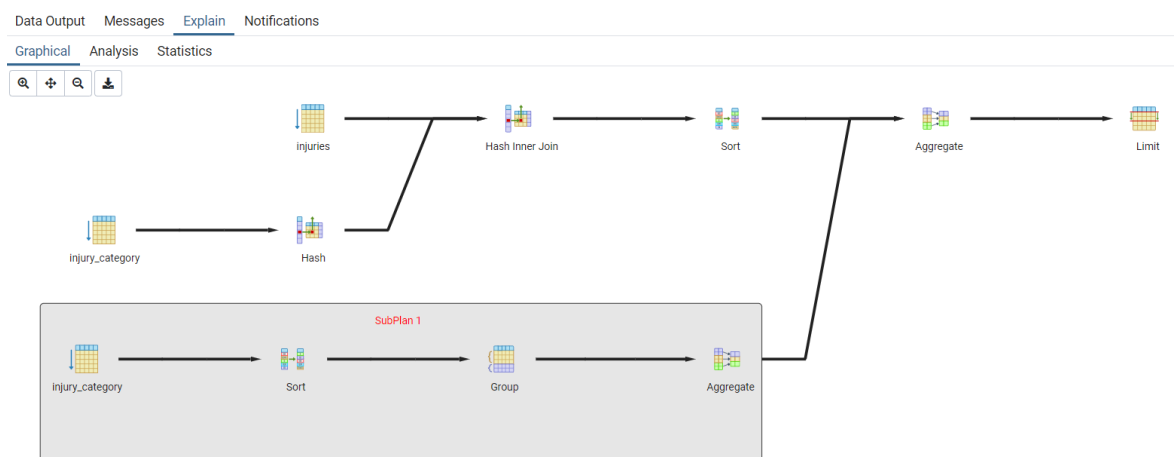 Data Output Messages Explain Notifications
Graphical Analysis Statistics
injuries Hash Inner Join Sort Aggregate Limit
injury_category Hash
SubPlan 1
injury_category Sort Group Aggregate